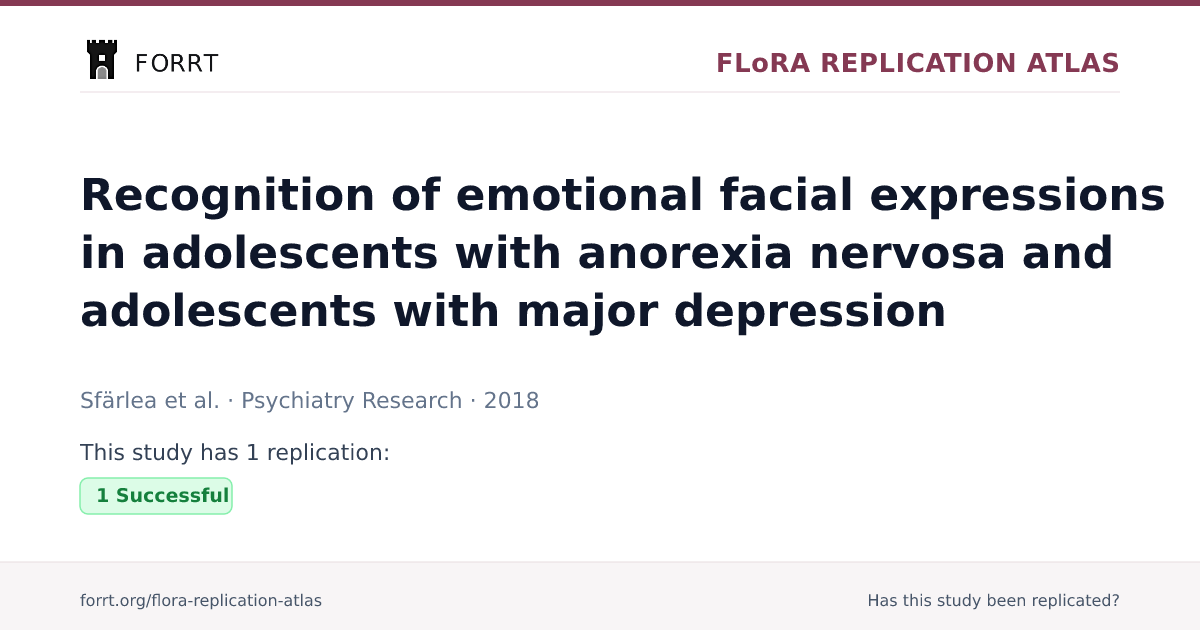 FORRT
FLoRA REPLICATION ATLAS
Recognition of emotional facial expressions
in adolescents with anorexia nervosa and
adolescents with major depression
Sfärlea et al. · Psychiatry Research · 2018
This study has 1 replication:
1 Successful
forrt.org/flora-replication-atlas
Has this study been replicated?